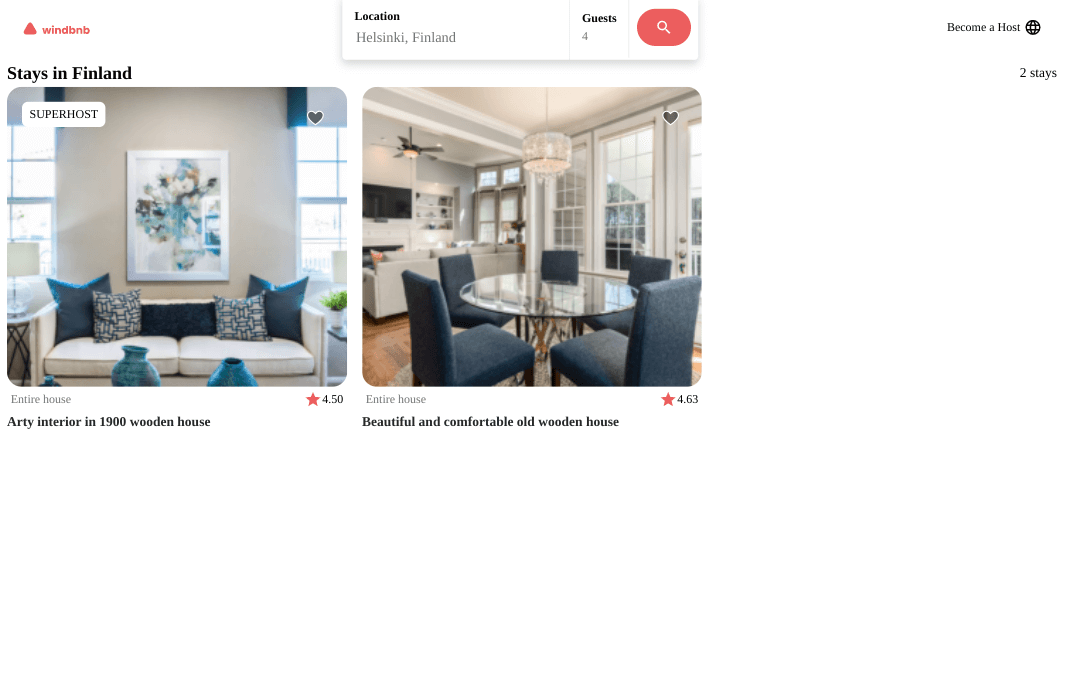 windbnb
Location
Helsinki, Finland
Guests
4
Become a Host
Stays in Finland
2 stays
SUPERHOST
Entire house
4.50
Arty interior in 1900 wooden house
Entire house
4.63
Beautiful and comfortable old wooden house